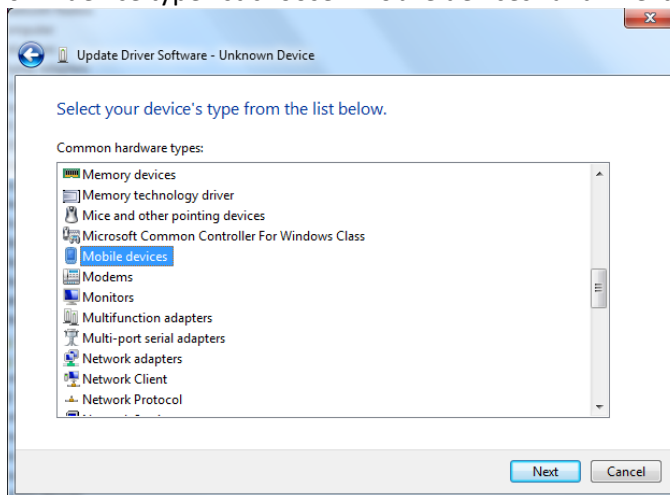 Update Driver Software - Unknown Device
Select your device's type from the list below.
Common hardware types:
Memory devices
Memory technology driver
Mice and other pointing devices
Microsoft Common Controller For Windows Class
Mobile devices
Modems
Monitors
Multifunction adapters
Multi-port serial adapters
Network adapters
Network Client
Network Protocol
Next Cancel